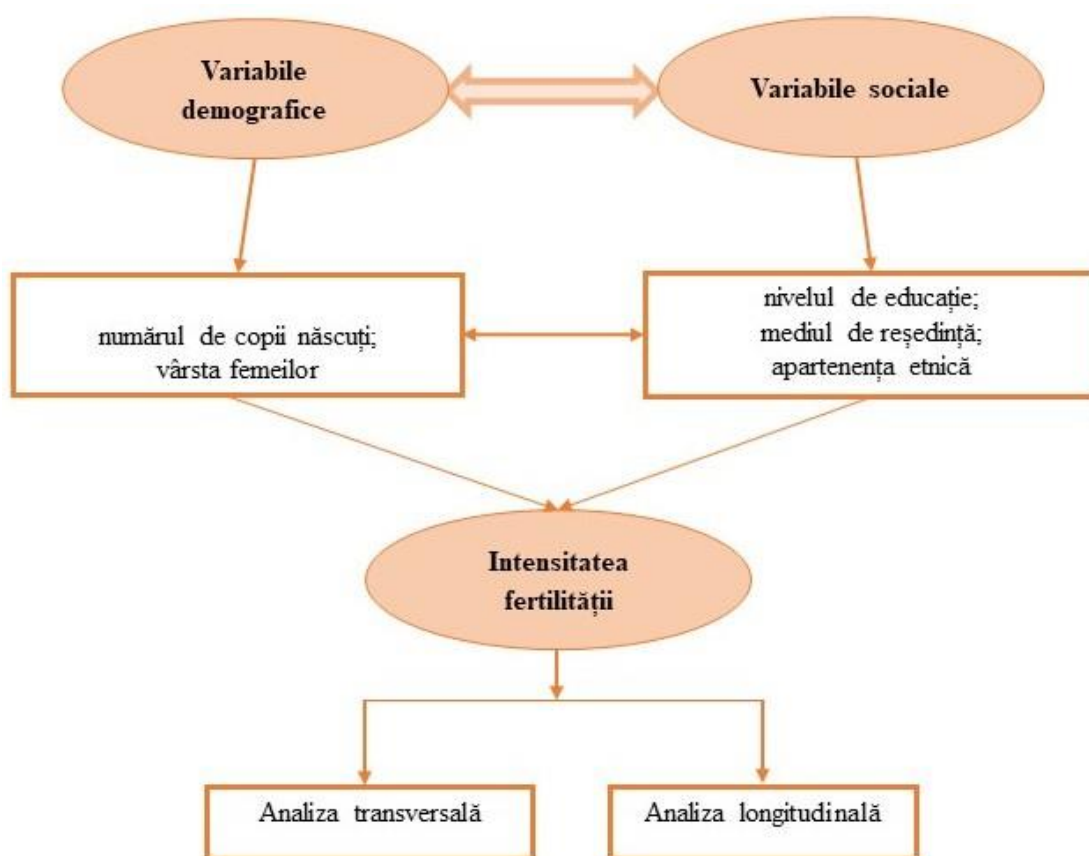 Variabile
demografice
Variabile sociale
numărul de copii născuți;
vârsta femeilor
nivelul de educație;
mediul de reședință;
apartenența etnică
Intensitatea
fertilității
Analiza transversală
Analiza longitudinală